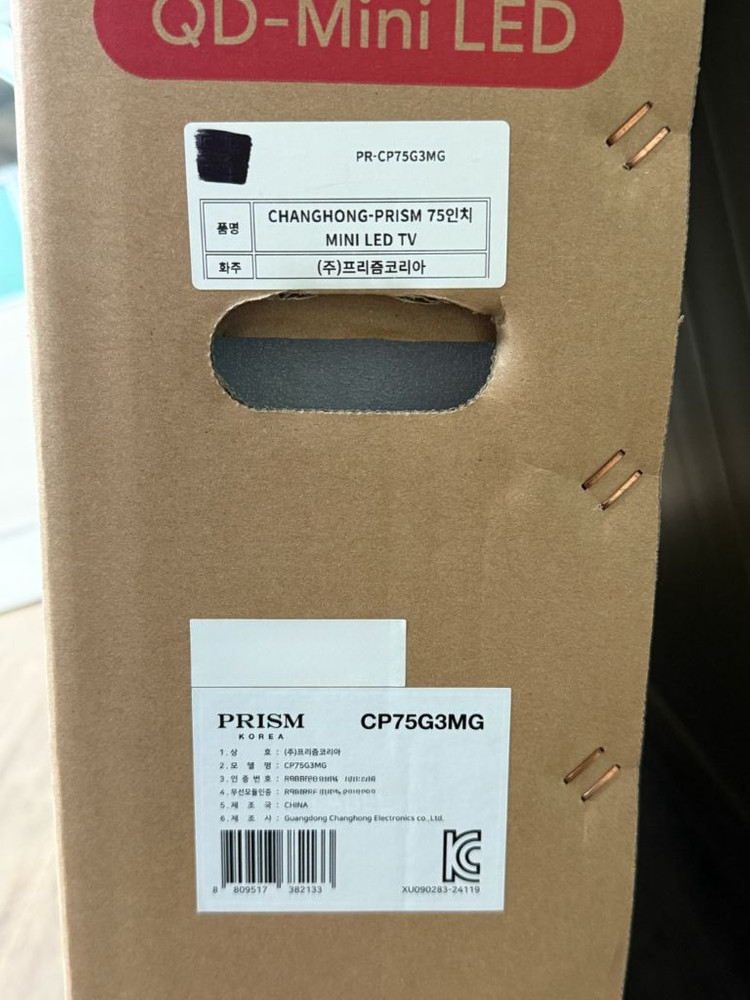 QD-Mini LED
PR-CP75G3MG
품명
CHANGHONG-PRISM 75인치
MINI LED TV
화주
(주)프리즘코리아
PRISM
KOREA
CP75G3MG
1. 상 호 : (주)프리즘코리아
2. 모 델 명 : CP75G3MG
3. 인 증 번 호 :
4. 무선모듈인증 :
5. 제 조 국 : CHINA
6. 제 조 사 : Guangdong Changhong Electronics co.,Ltd.
8 809517 382133
XU090283-24119